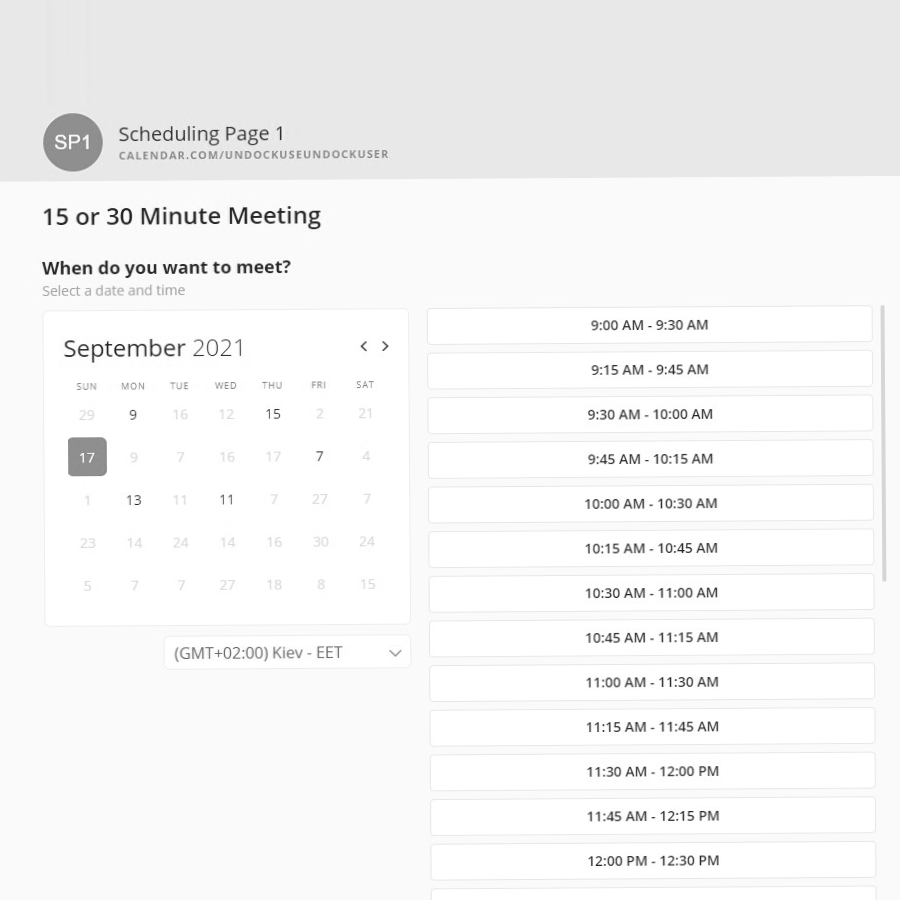 SP1
Scheduling Page 1
CALENDAR.COM/UNDOCKUSEUNDOCKUSER
15 or 30 Minute Meeting
When do you want to meet?
Select a date and time
September 2021 < >
SUN MON TUE WED THU FRI SAT
29 9 16 12 15 2 21
17 9 7 16 17 7 4
1 13 11 11 7 27 7
23 14 24 14 16 30 24
5 7 7 27 18 8 15
(GMT+02:00) Kiev - EET
9:00 AM - 9:30 AM
9:15 AM - 9:45 AM
9:30 AM - 10:00 AM
9:45 AM - 10:15 AM
10:00 AM - 10:30 AM
10:15 AM - 10:45 AM
10:30 AM - 11:00 AM
10:45 AM - 11:15 AM
11:00 AM - 11:30 AM
11:15 AM - 11:45 AM
11:30 AM - 12:00 PM
11:45 AM - 12:15 PM
12:00 PM - 12:30 PM